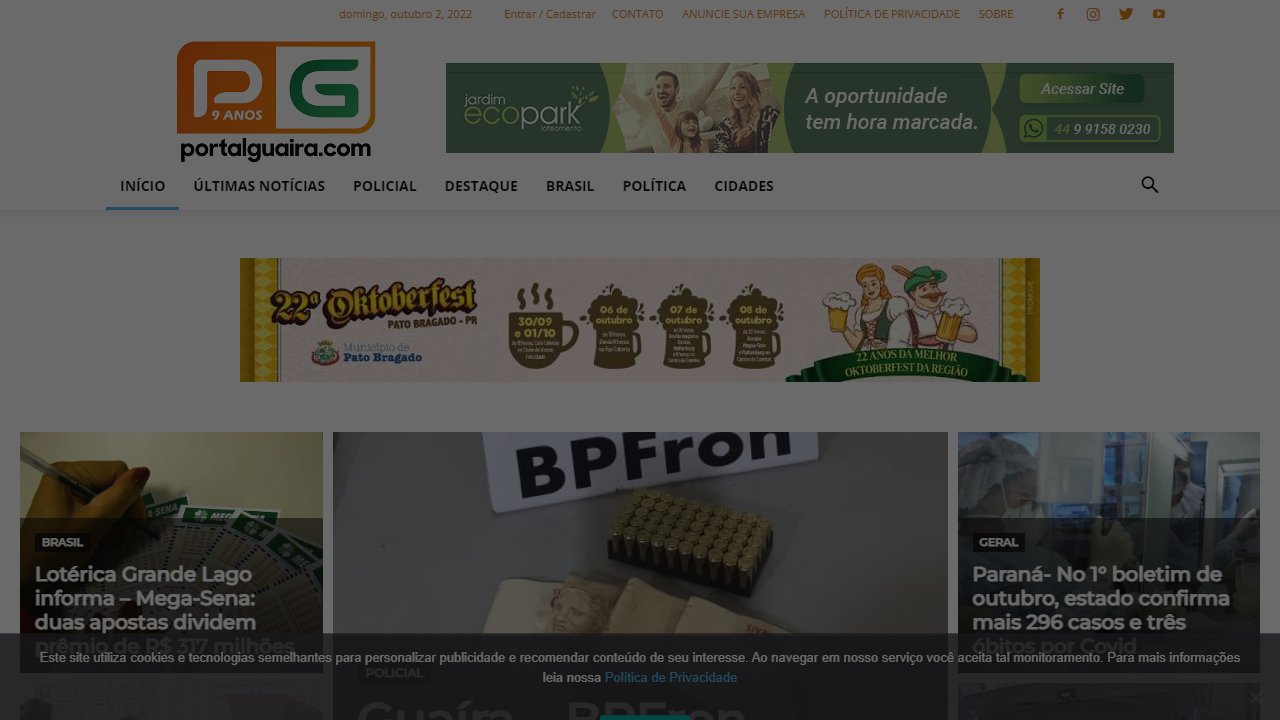 domingo, outubro 2, 2022 Entrar / Cadastrar CONTATO ANUNCIE SUA EMPRESA POLÍTICA DE PRIVACIDADE SOBRE
PG
9 ANOS
portalguaira.com
jardim
ecopark
loteamento
A oportunidade
tem hora marcada.
Acessar Site
44 9 9158 0230
INÍCIO ÚLTIMAS NOTÍCIAS POLICIAL DESTAQUE BRASIL POLÍTICA CIDADES
22ª Oktoberfest
PATO BRAGADO - PR
Município de
Pato Bragado
30/09
e 01/10
06 de
outubro
07 de
outubro
08 de
outubro
22 ANOS DA MELHOR
OKTOBERFEST DA REGIÃO
MEGA-SENA
BRASIL
Lotérica Grande Lago
informa – Mega-Sena:
duas apostas dividem
prêmio de R$ 317 milhões
BPFron
POLICIAL
Guaíra – BPFron
GERAL
Paraná- No 1º boletim de
outubro, estado confirma
mais 296 casos e três
óbitos por Covid
Este site utiliza cookies e tecnologias semelhantes para personalizar publicidade e recomendar conteúdo de seu interesse. Ao navegar em nosso serviço você aceita tal monitoramento. Para mais informações
leia nossa Política de Privacidade